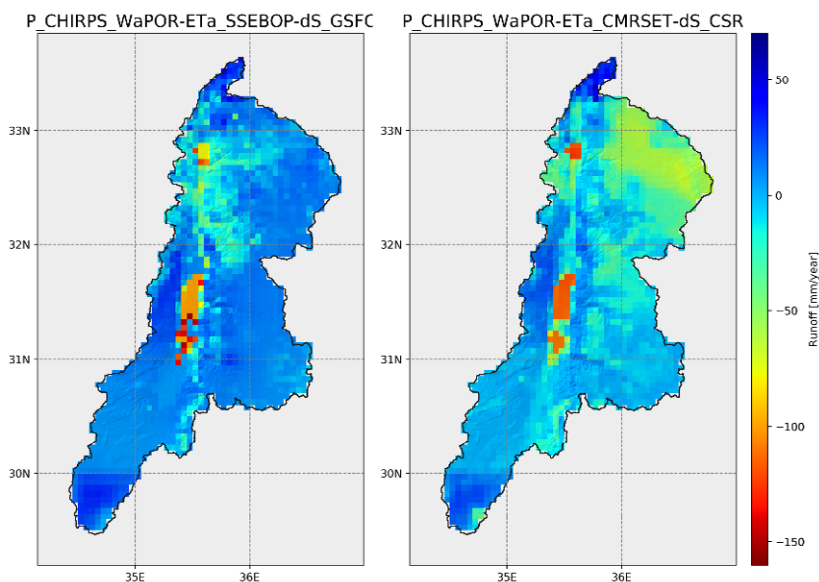 P_CHIRPS_WaPOR-ETa_SSEBOP-dS_GSFC
P_CHIRPS_WaPOR-ETa_CMRSET-dS_CSR
33N
32N
31N
30N
35E
36E
33N
32N
31N
30N
35E
36E
50
0
−50
−100
−150
Runoff [mm/year]